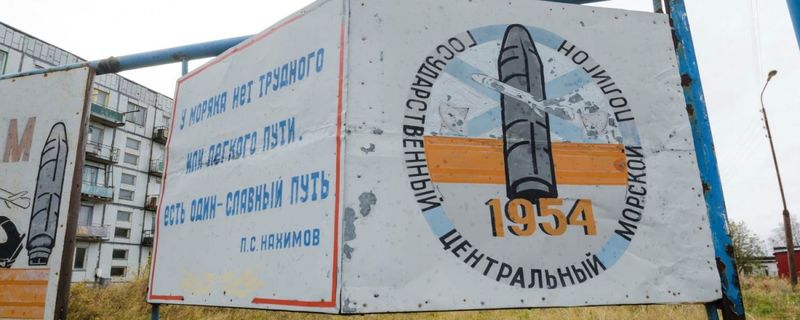 М
У МОРЯКА НЕТ ТРУДНОГО
ИЛИ ЛЕГКОГО ПУТИ.
ЕСТЬ ОДИН-СЛАВНЫЙ ПУТЬ
П.С. НАХИМОВ
ГОСУДАРСТВЕННЫЙ ЦЕНТРАЛЬНЫЙ МОРСКОЙ ПОЛИГОН
1954